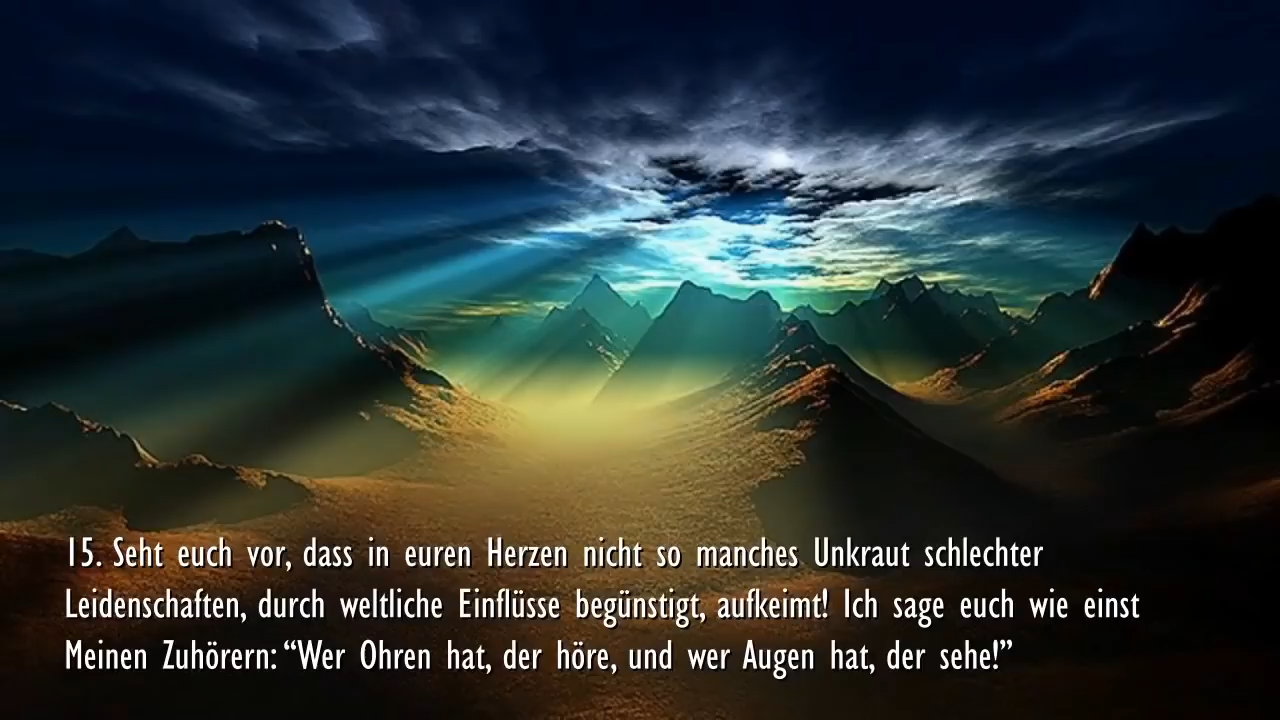 15. Seht euch vor, dass in euren Herzen nicht so manches Unkraut schlechter
Leidenschaften, durch weltliche Einflüsse begünstigt, aufkeimt! Ich sage euch wie einst
Meinen Zuhörern: “Wer Ohren hat, der höre, und wer Augen hat, der sehe!”